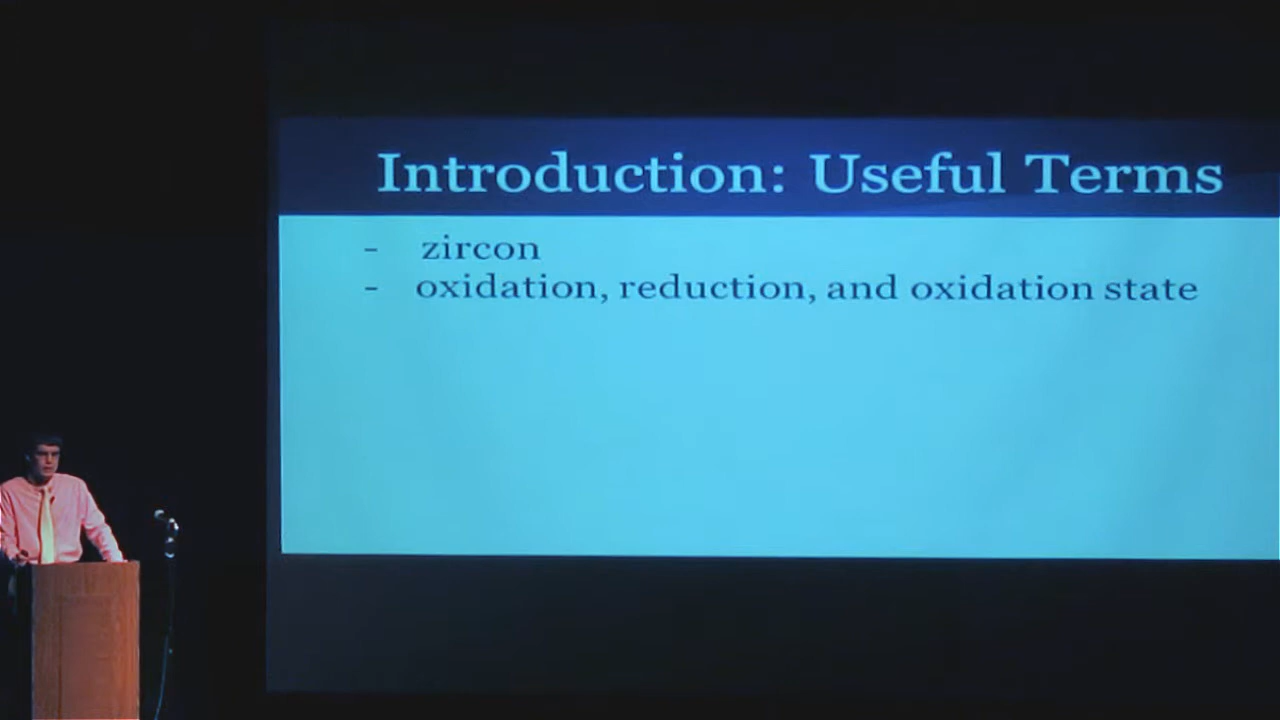 Introduction: Useful Terms
- zircon
- oxidation, reduction, and oxidation state